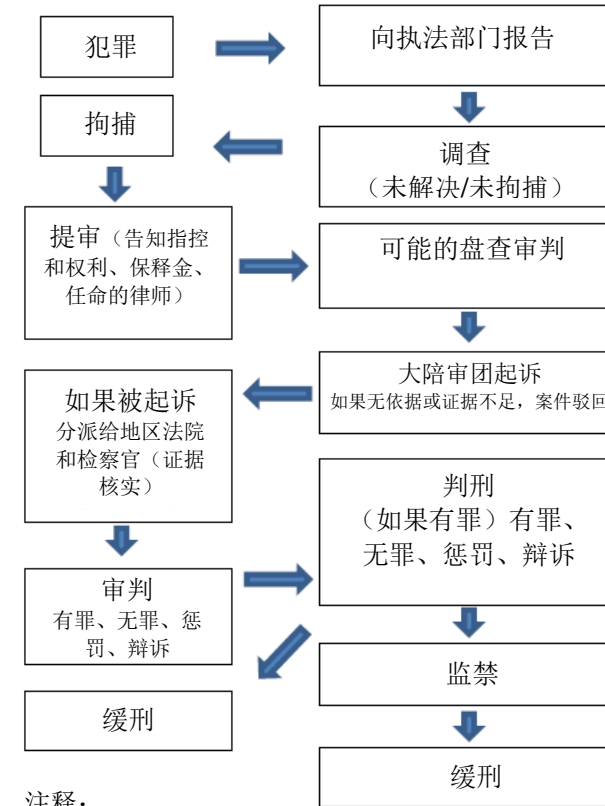 犯罪
向执法部门报告
拘捕
调查
（未解决/未拘捕）
提审（告知指控
和权利、保释金、
任命的律师）
可能的盘查审判
大陪审团起诉
如果无依据或证据不足，案件驳回
如果被起诉
分派给地区法院
和检察官（证据
核实）
判刑
（如果有罪）有罪、
无罪、惩罚、辩诉
审判
有罪、无罪、惩
罚、辩诉
监禁
缓刑
缓刑
注释：